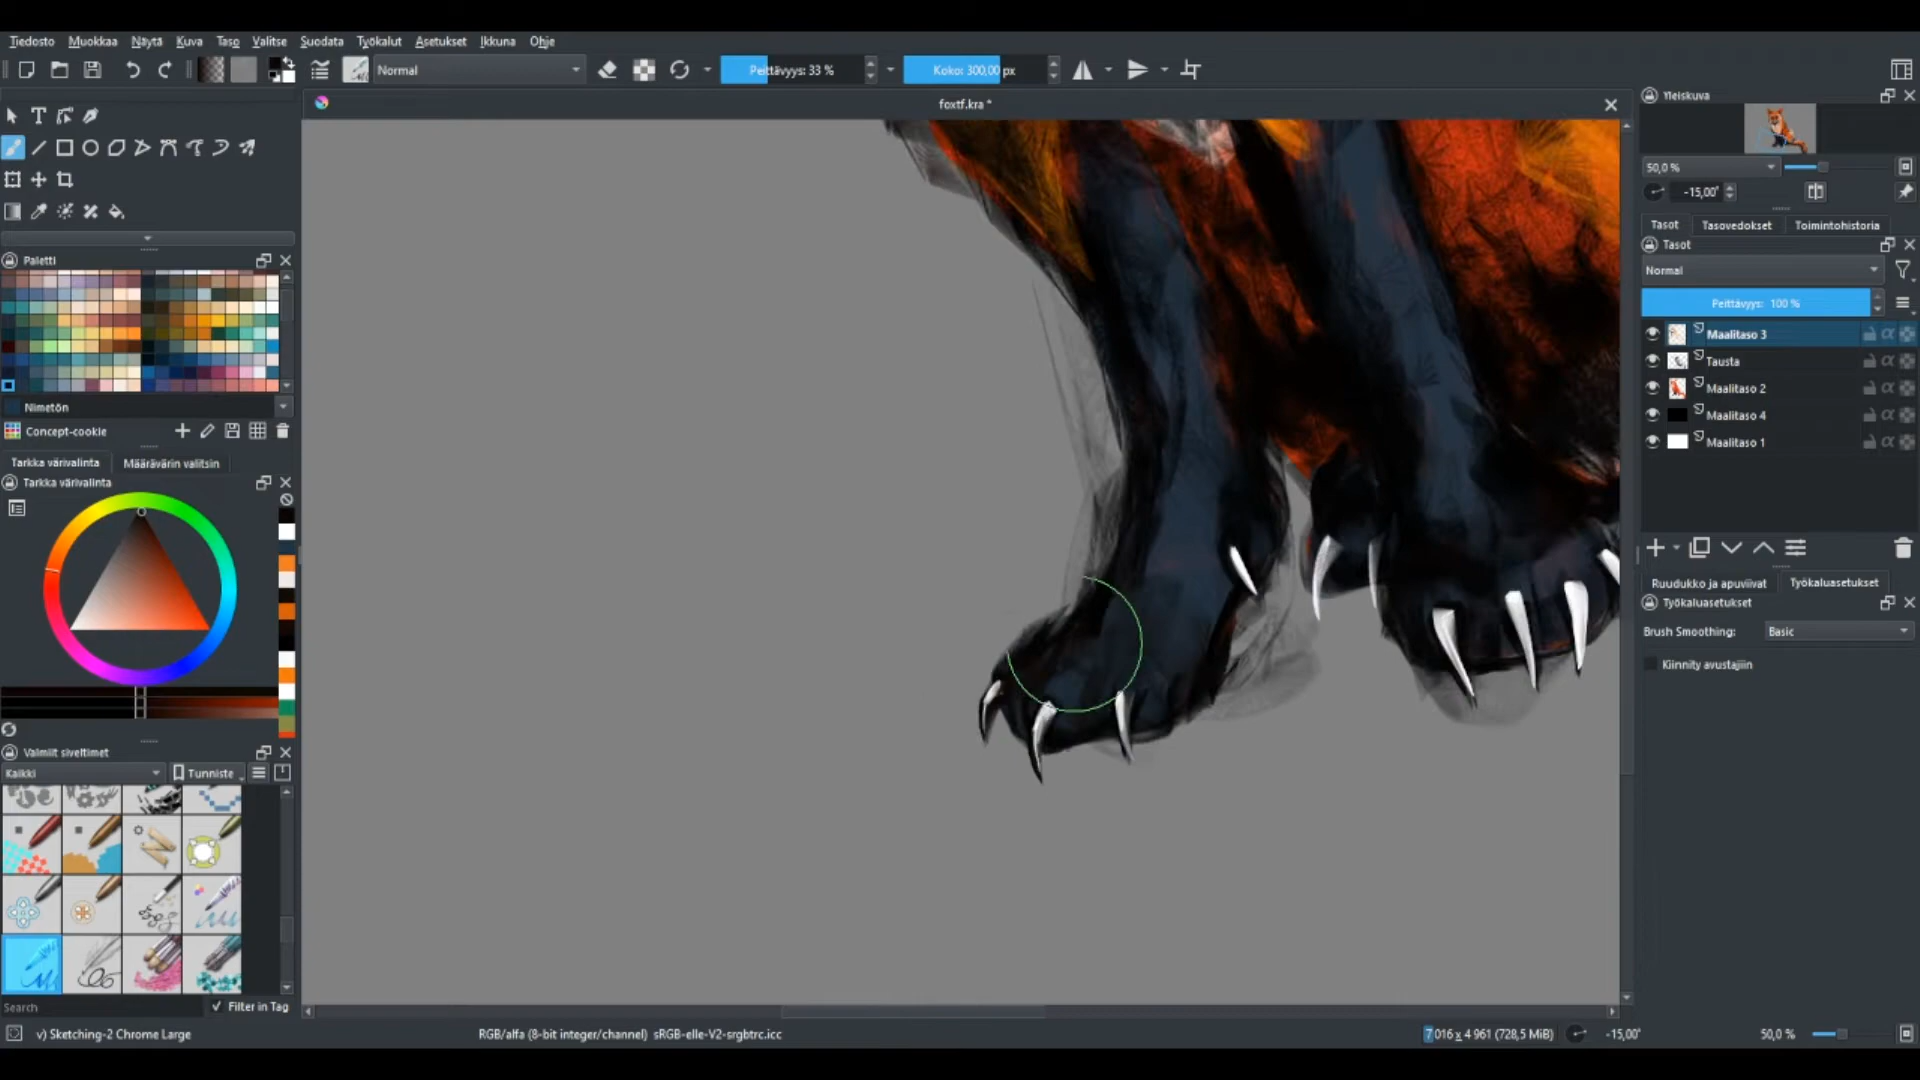 Tiedosto Muokkaa Näytä Kuva Taso Valitse Suodata Työkalut Asetukset Ikkuna Ohje
Normal Peittävyys: 33 % Koko: 300,00 px
foxtf.kra *
Yleiskuva
50,0 %
-15,00°
Tasot Tasovedokset Toimintohistoria
Tasot
Normal
Peittävyys: 100 %
Maalitaso 3
Tausta
Maalitaso 2
Maalitaso 4
Maalitaso 1
Ruudukko ja apuviivat Työkaluasetukset
Työkaluasetukset
Brush Smoothing: Basic
Kiinnity avustajiin
Paletti
Nimetön
Concept-cookie
Tarkka värivalinta Määrävärin valitsin
Tarkka värivalinta
Valmiit siveltimet
Kaikki Tunniste
Search Filter in Tag
v) Sketching-2 Chrome Large RGB/alfa (8-bit integer/channel) sRGB-elle-V2-srgbtrc.icc 7 016 x 4 961 (728,5 MiB) -15,00° 50,0 %